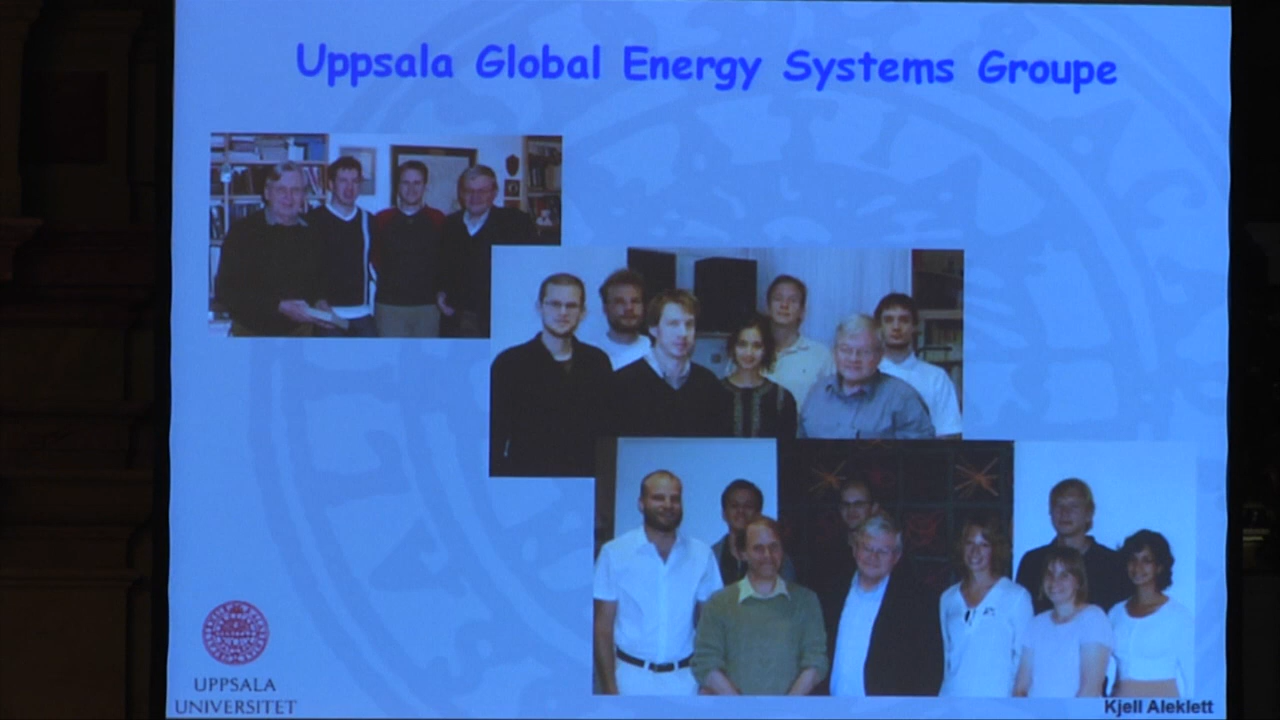 Uppsala Global Energy Systems Groupe
UPPSALA
UNIVERSITET
Kjell Aleklett